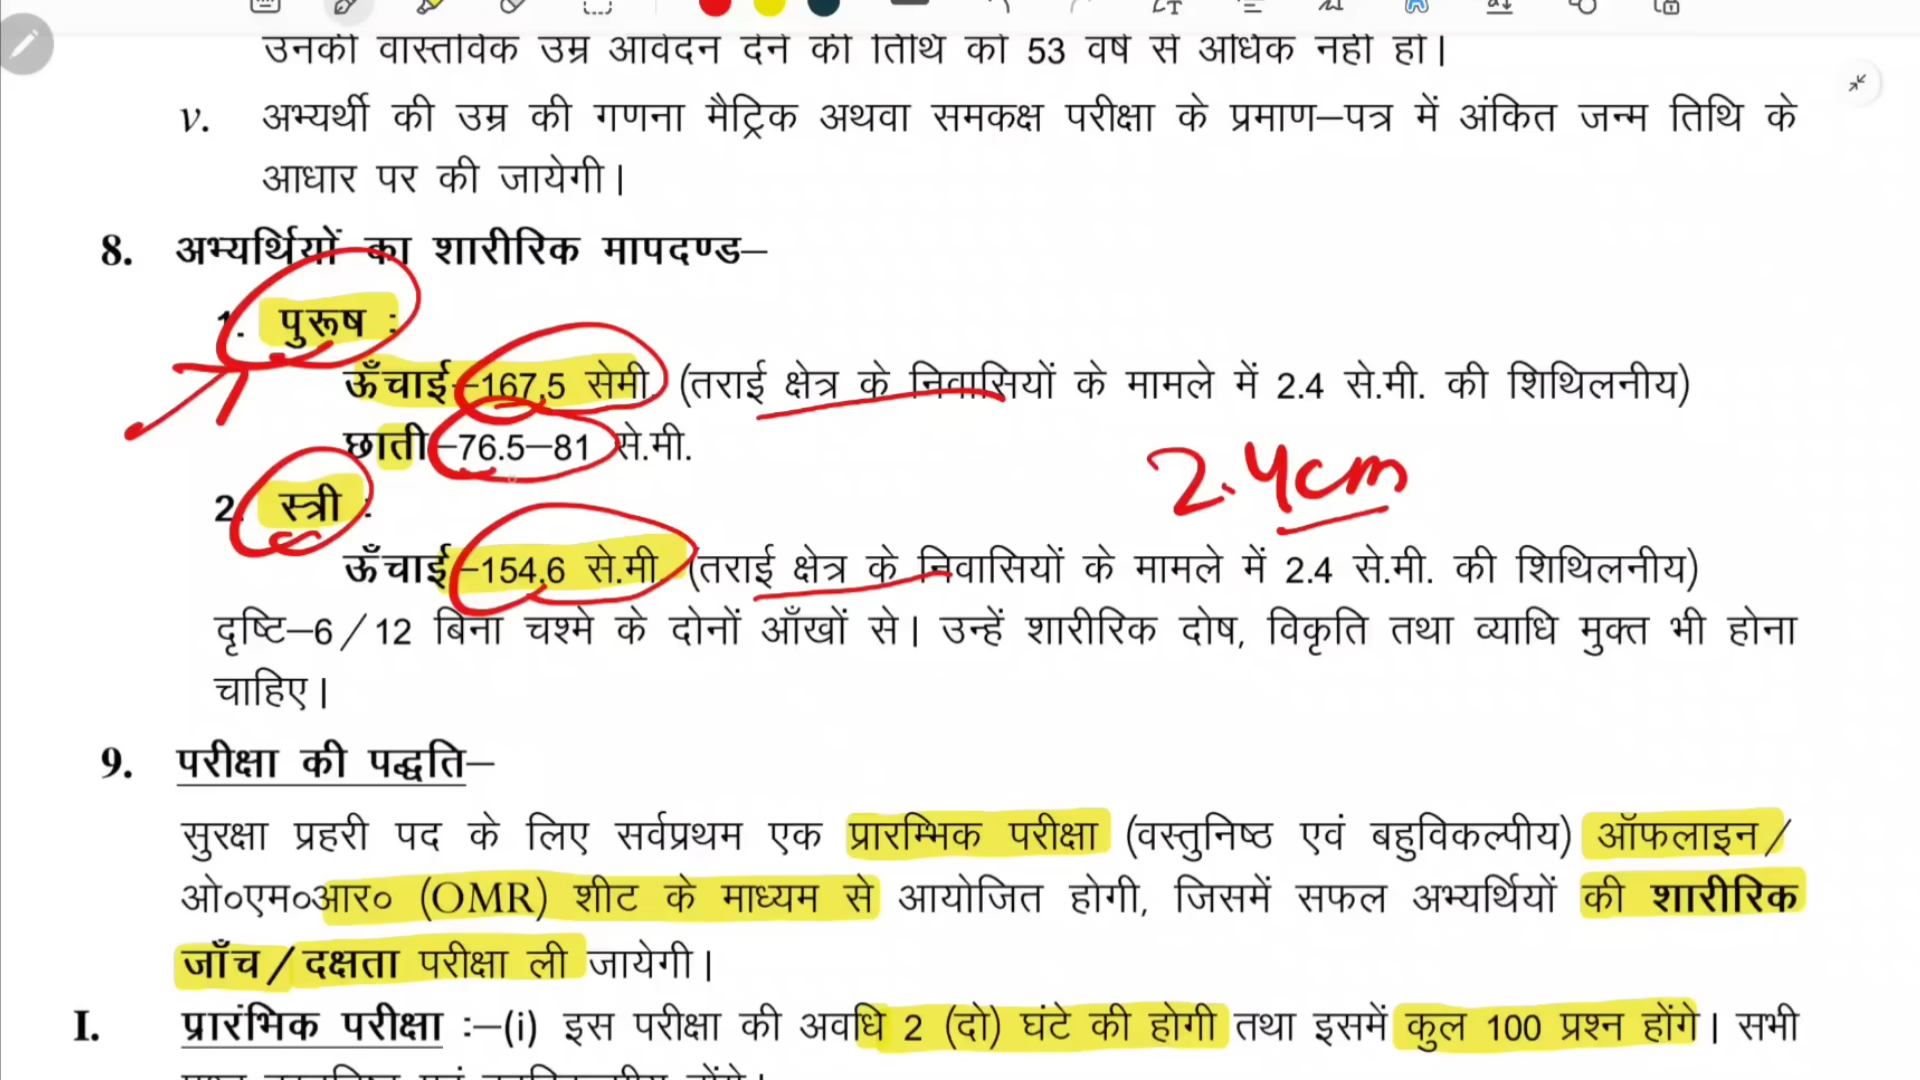 उनकी वास्तविक उम्र आवेदन देने की तिथि को 53 वर्ष से अधिक नहीं हो।
v. अभ्यर्थी की उम्र की गणना मैट्रिक अथवा समकक्ष परीक्षा के प्रमाण–पत्र में अंकित जन्म तिथि के
आधार पर की जायेगी।
8. अभ्यर्थियों का शारीरिक मापदण्ड–
1. पुरूष :
ऊँचाई–167.5 सेमी. (तराई क्षेत्र के निवासियों के मामले में 2.4 से.मी. की शिथिलनीय)
छाती–76.5–81 से.मी.
2.4cm
2. स्त्री :
ऊँचाई–154.6 से.मी. (तराई क्षेत्र के निवासियों के मामले में 2.4 से.मी. की शिथिलनीय)
दृष्टि–6/12 बिना चश्मे के दोनों आँखों से। उन्हें शारीरिक दोष, विकृति तथा व्याधि मुक्त भी होना
चाहिए।
9. परीक्षा की पद्धति–
सुरक्षा प्रहरी पद के लिए सर्वप्रथम एक प्रारम्भिक परीक्षा (वस्तुनिष्ठ एवं बहुविकल्पीय) ऑफलाइन/
ओ०एम०आर० (OMR) शीट के माध्यम से आयोजित होगी, जिसमें सफल अभ्यर्थियों की शारीरिक
जाँच/दक्षता परीक्षा ली जायेगी।
I. प्रारंभिक परीक्षा :–(i) इस परीक्षा की अवधि 2 (दो) घंटे की होगी तथा इसमें कुल 100 प्रश्न होंगे। सभी